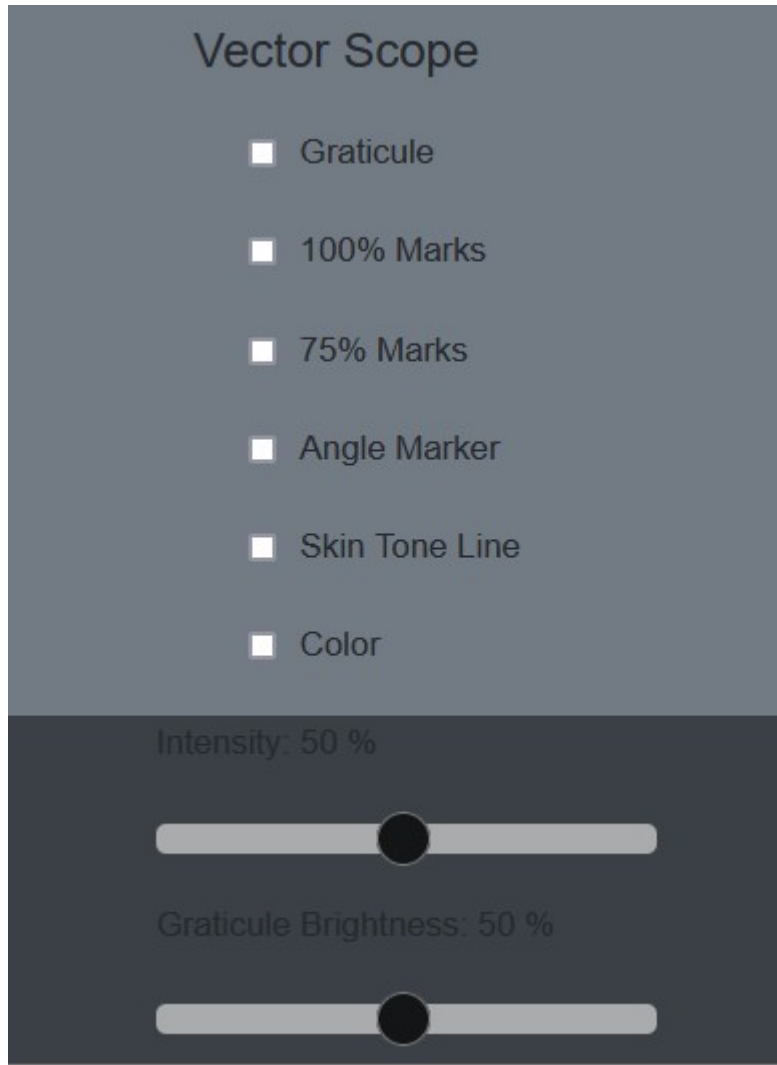 Vector Scope
Graticule
100% Marks
75% Marks
Angle Marker
Skin Tone Line
Color
Intensity: 50 %
Graticule Brightness: 50 %